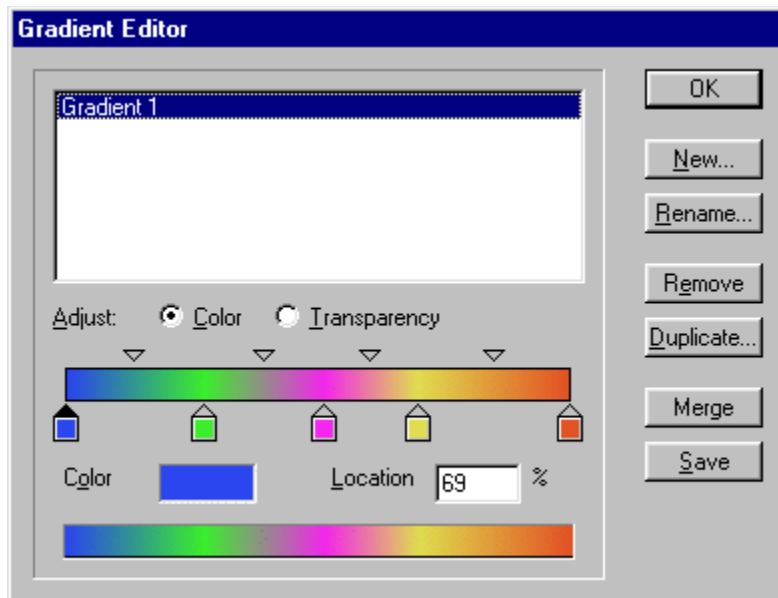 Gradient Editor
Gradient 1
OK
New...
Rename...
Remove
Duplicate...
Merge
Save
Adjust: Color Transparency
Color Location 69 %